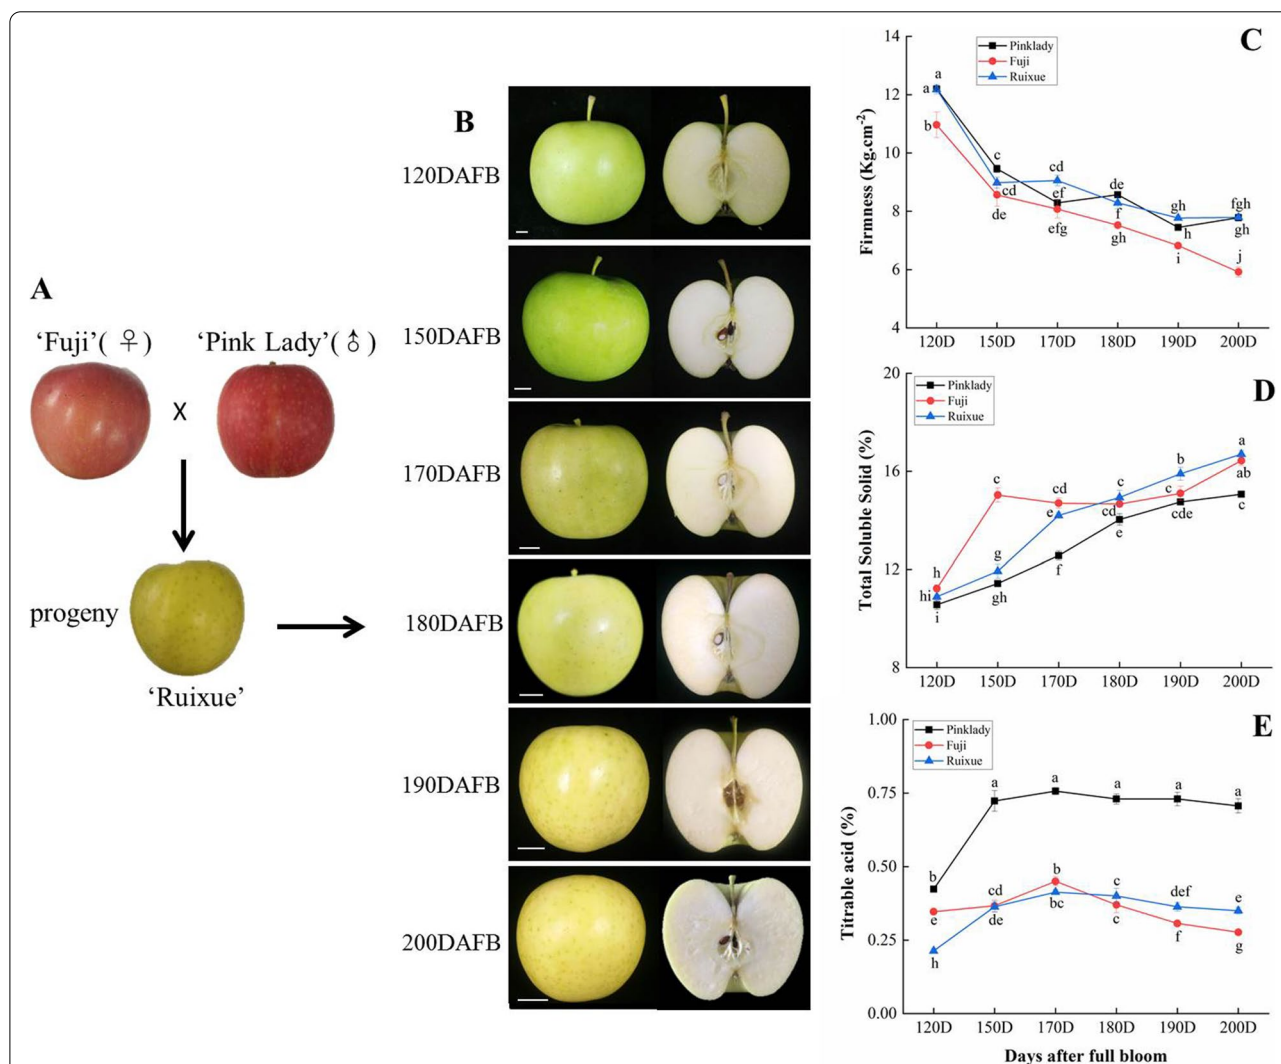 A
‘Fuji’( ♀ )
‘Pink Lady’( ♂ )
X
progeny
‘Ruixue’
B
120DAFB
150DAFB
170DAFB
180DAFB
190DAFB
200DAFB
C
Pinklady
Fuji
Ruixue
Firmness (Kg.cm-2)
14
12
10
8
6
4
a
a
b
c
cd
de
cd
ef
efg
de
f
gh
gh
h
i
fgh
gh
j
120D 150D 170D 180D 190D 200D
D
Pinklady
Fuji
Ruixue
Total Soluble Solid (%)
20
16
12
8
h
hi
i
c
g
gh
cd
e
f
c
cd
e
b
c
cde
a
ab
c
120D 150D 170D 180D 190D 200D
E
Pinklady
Fuji
Ruixue
Titrable acid (%)
1.00
0.75
0.50
0.25
0.00
b
e
h
a
cd
de
a
b
bc
a
c
c
a
def
f
a
e
g
120D 150D 170D 180D 190D 200D
Days after full bloom